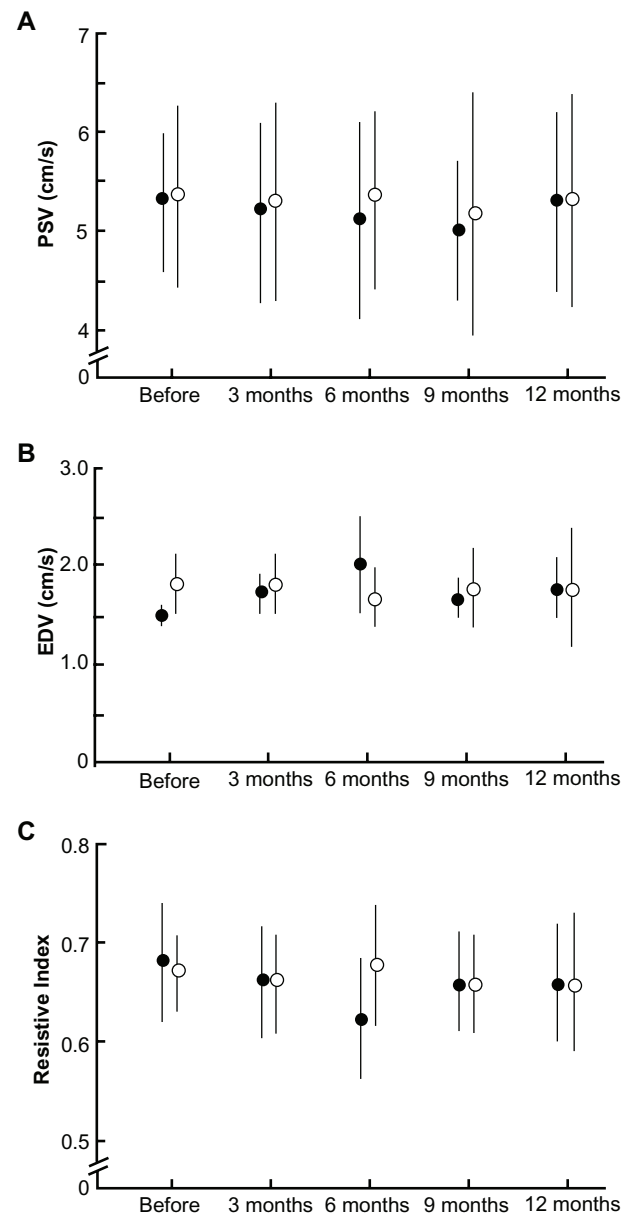 A
PSV (cm/s)
7
6
5
4
0
Before 3 months 6 months 9 months 12 months
B
EDV (cm/s)
3.0
2.0
1.0
0
Before 3 months 6 months 9 months 12 months
C
Resistive Index
0.8
0.7
0.6
0.5
0
Before 3 months 6 months 9 months 12 months